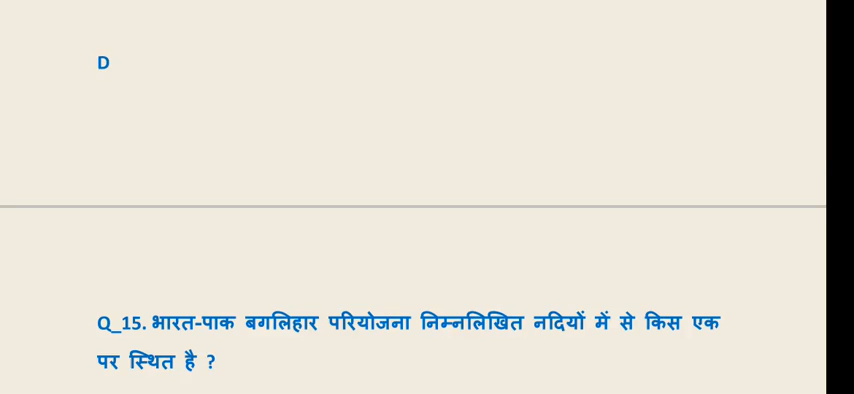 D
Q_15. भारत-पाक बगलिहार परियोजना निम्नलिखित नदियों में से किस एक
पर स्थित है ?